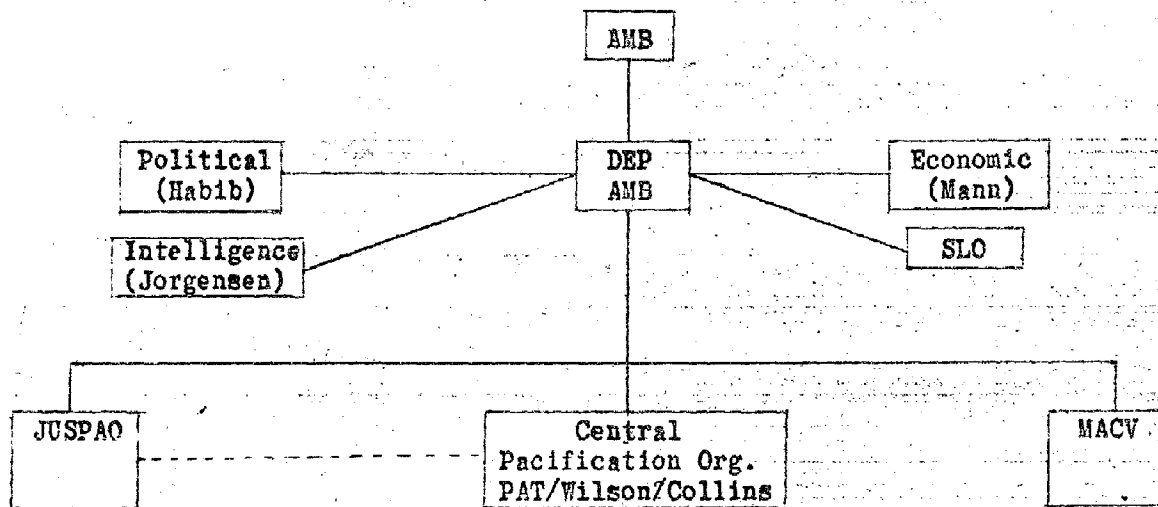 AMB
Political
(Habib)
DEP
AMB
Economic
(Mann)
Intelligence
(Jorgensen)
SLO
JUSPAO
Central
Pacification Org.
PAT/Wilson/Collins
MACV